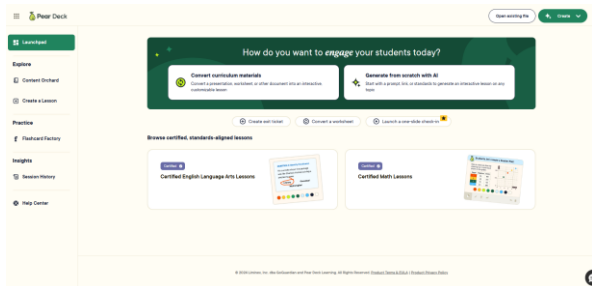 Pear Deck
Open existing file
Create
Launchpad
Explore
Content Orchard
Create a Lesson
Practice
Flashcard Factory
Insights
Session History
Help Center
How do you want to engage your students today?
Convert curriculum materials
Convert a presentation, worksheet or other document into an interactive customizable lesson
Generate from scratch with AI
Start with a prompt, link, or standards to generate an interactive lesson on any topic
Create exit ticket
Convert a worksheet
Launch a one-slide check-in
Browse certified, standards-aligned lessons
Certified
Certified English Language Arts Lessons
Certified
Certified Math Lessons